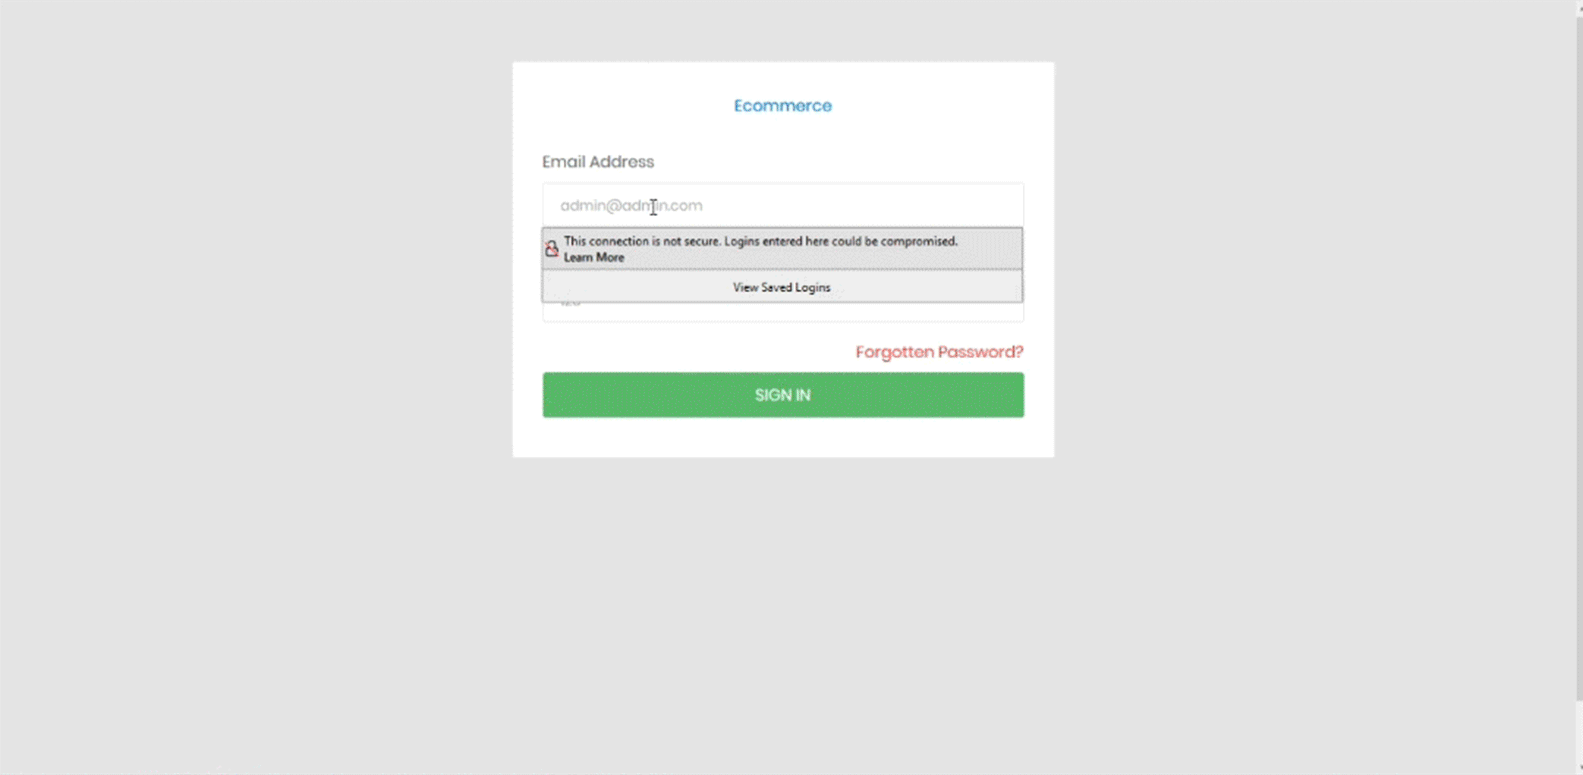 Ecommerce
Email Address
admin@admin.com
This connection is not secure. Logins entered here could be compromised.
Learn More
View Saved Logins
Forgotten Password?
SIGN IN